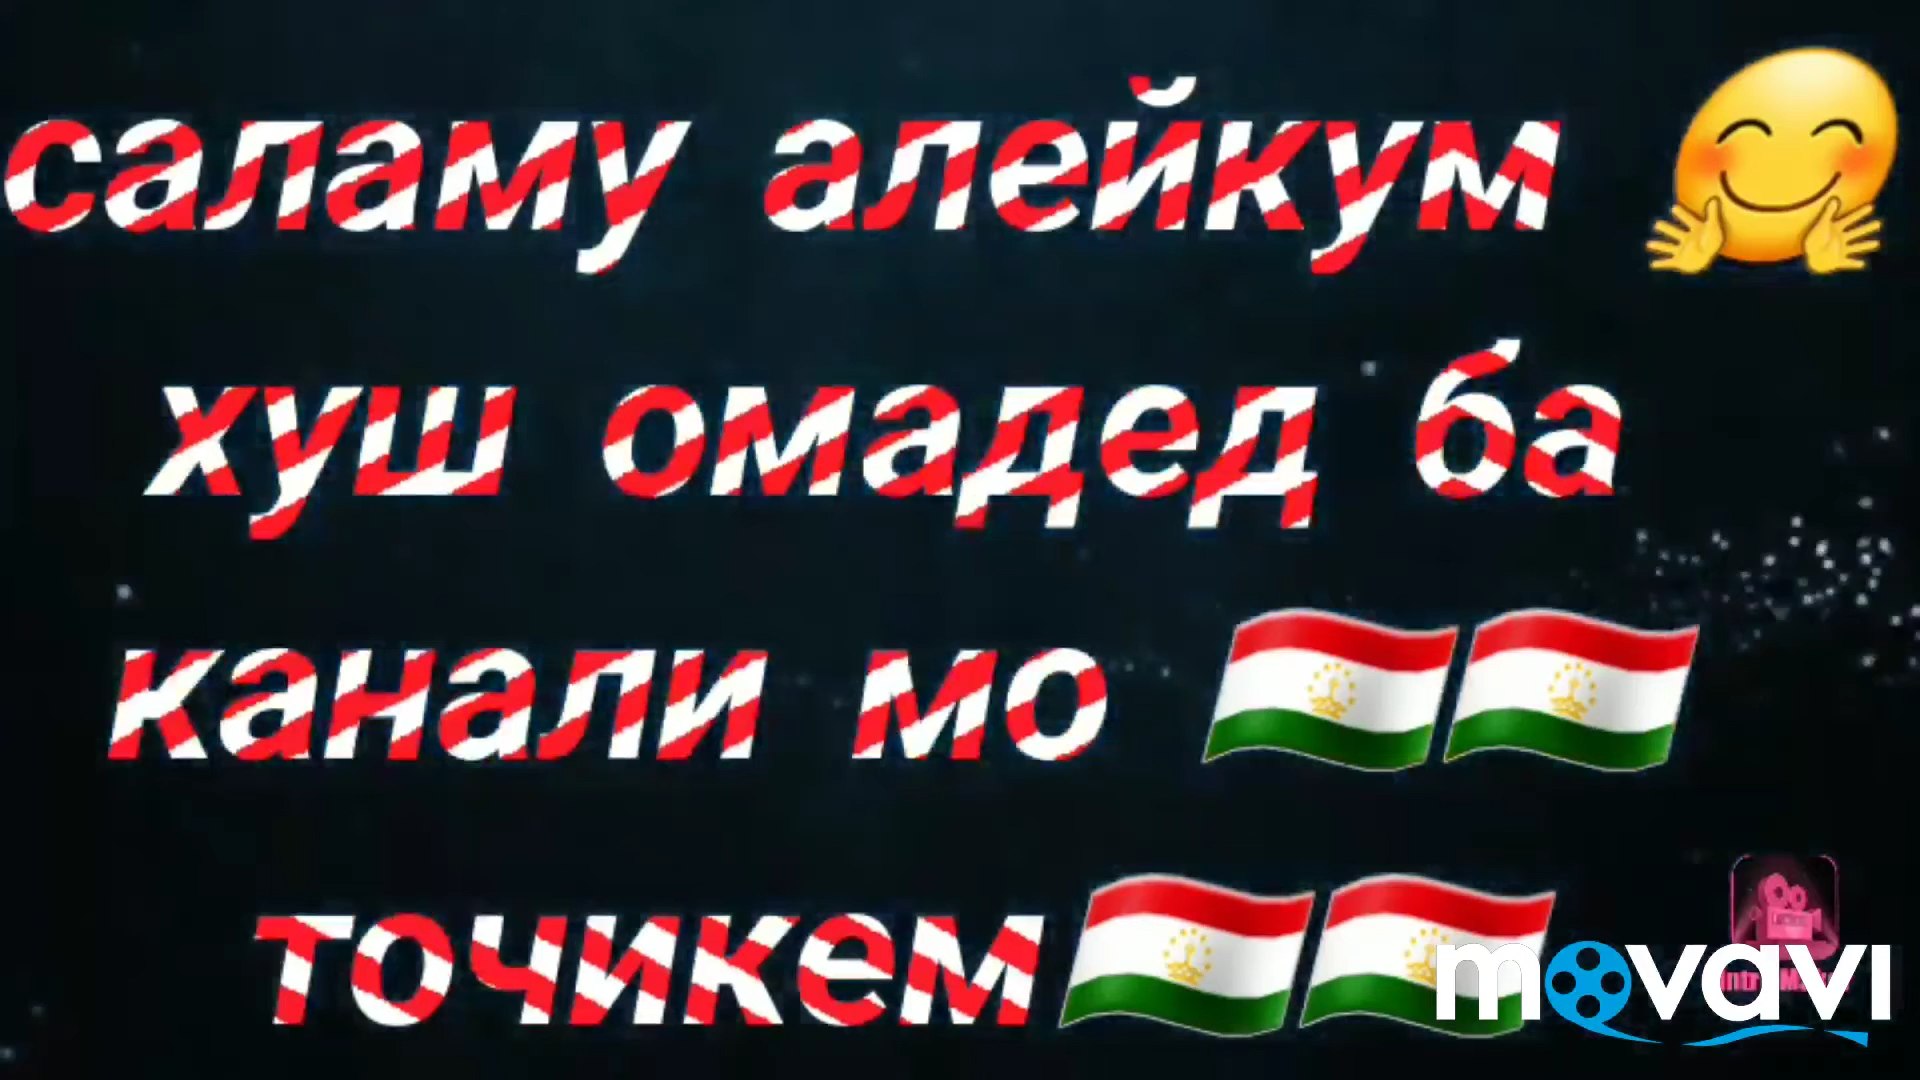 саламу алейкум 🤗
хуш омадед ба
канали мо 🇹🇯🇹🇯
точикем🇹🇯🇹🇯
movavi